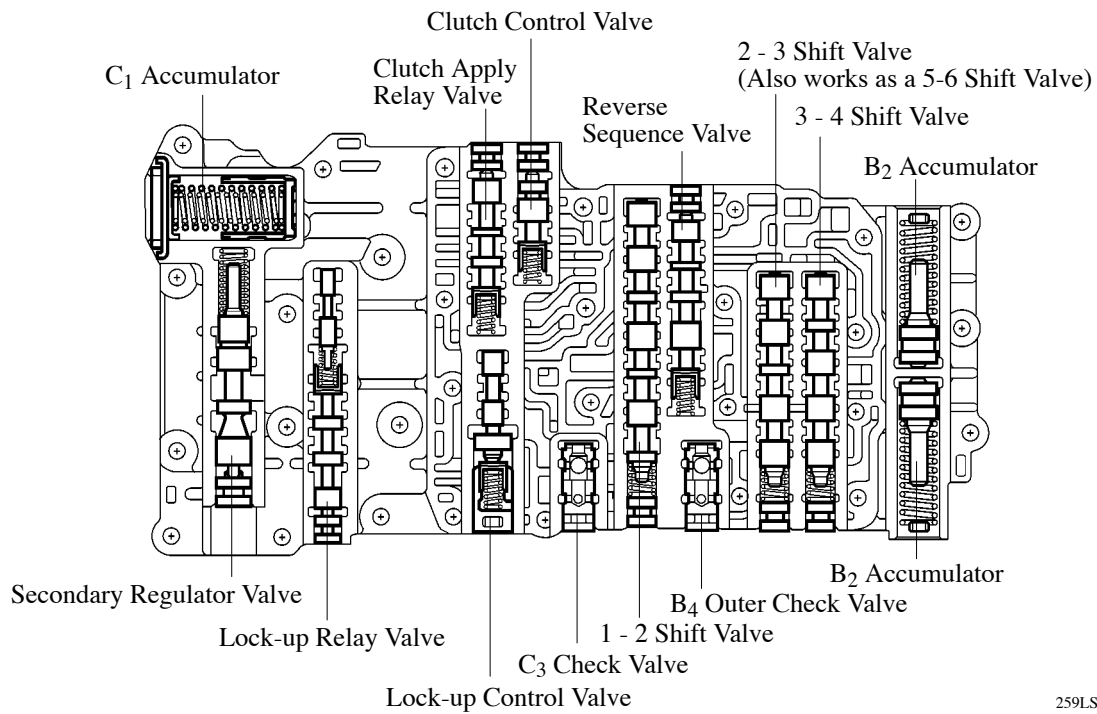 Clutch Control Valve
C₁ Accumulator
Clutch Apply
Relay Valve
Reverse
Sequence Valve
2 - 3 Shift Valve
(Also works as a 5-6 Shift Valve)
3 - 4 Shift Valve
B₂ Accumulator
Secondary Regulator Valve
Lock-up Relay Valve
Lock-up Control Valve
C₃ Check Valve
1 - 2 Shift Valve
B₄ Outer Check Valve
B₂ Accumulator
259LS